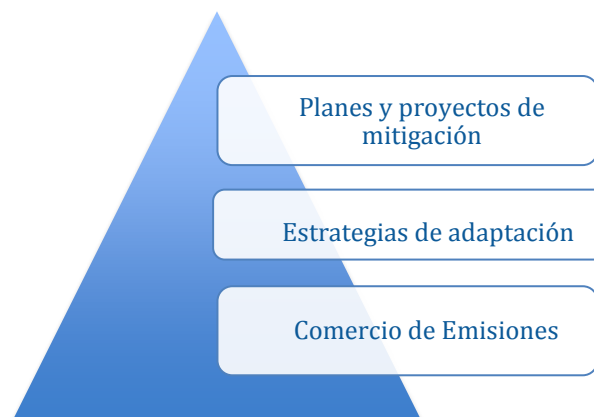 Planes y proyectos de
mitigación
Estrategias de adaptación
Comercio de Emisiones